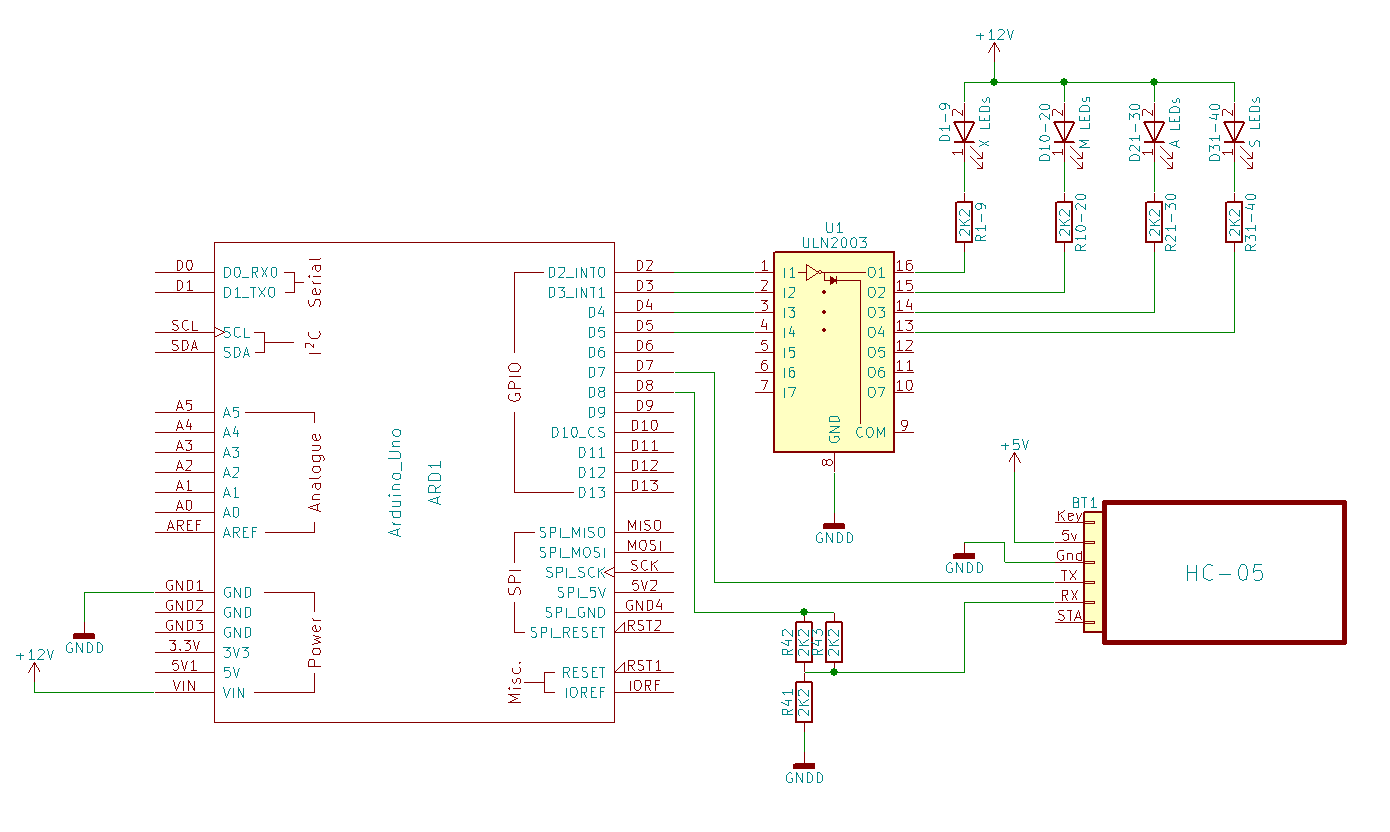 +12V
D1-9
X LEDs
D10-20
M LEDs
D21-30
A LEDs
D31-40
S LEDs
2
1
2
1
2
1
2
1
2K2
R1-9
2K2
R10-20
2K2
R21-30
2K2
R31-40
U1
ULN2003
1 I1 O1 16
2 I2 O2 15
3 I3 O3 14
4 I4 O4 13
5 I5 O5 12
6 I6 O6 11
7 I7 O7 10
GND
COM 9
8
GNDD
D0 D0_RX0
D1 D1_TX0
Serial
SCL SCL
SDA SDA
I²C
A5 A5
A4 A4
A3 A3
A2 A2
A1 A1
A0 A0
AREF AREF
Analogue
GND1 GND
GND2 GND
GND3 GND
3.3V 3V3
5V1 5V
VIN VIN
Power
GNDD
+12V
Arduino_Uno
ARD1
D2_INT0 D2
D3_INT1 D3
D4 D4
D5 D5
D6 D6
D7 D7
D8 D8
D9 D9
D10_CS D10
D11 D11
D12 D12
D13 D13
GPIO
SPI_MISO MISO
SPI_MOSI MOSI
SPI_SCK SCK
SPI_5V 5V2
SPI_GND GND4
SPI_RESET RST2
SPI
RESET RST1
IOREF IORF
Misc.
R42
2K2
R43
2K2
R41
2K2
GNDD
+5V
GNDD
BT1
Key
5v
Gnd
TX
RX
STA
HC-05